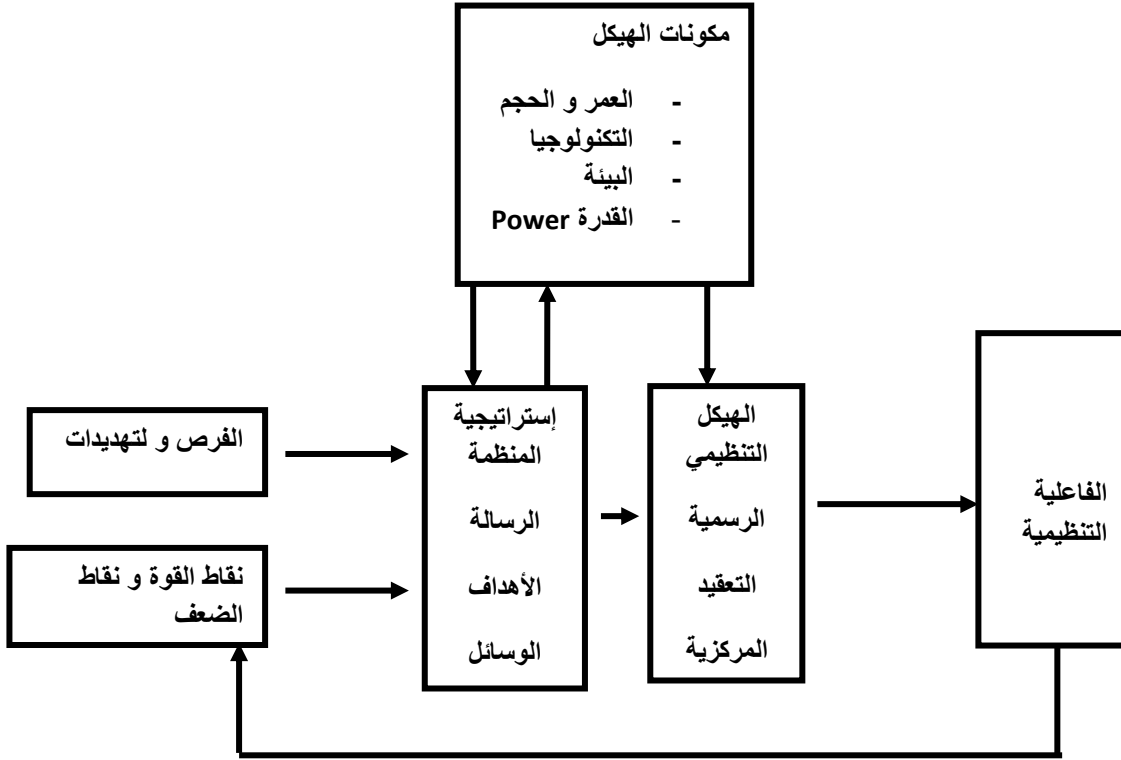 مكونات الهيكل
- العمر و الحجم
- التكنولوجيا
- البيئة
- القدرة Power
الفرص و لتهديدات
نقاط القوة و نقاط
الضعف
إستراتيجية
المنظمة
الرسالة
الأهداف
الوسائل
الهيكل
التنظيمي
الرسمية
التعقيد
المركزية
الفاعلية
التنظيمية